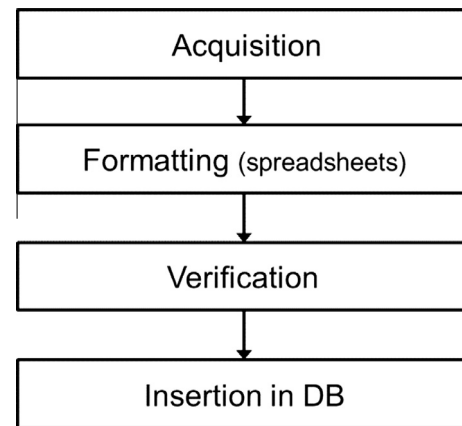 Acquisition
Formatting (spreadsheets)
Verification
Insertion in DB